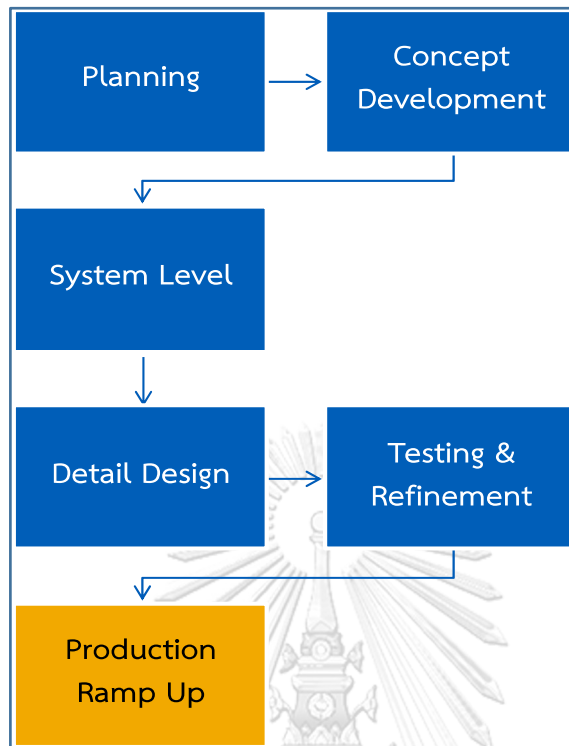 Planning
Concept
Development
System Level
Detail Design
Testing &
Refinement
Production
Ramp Up